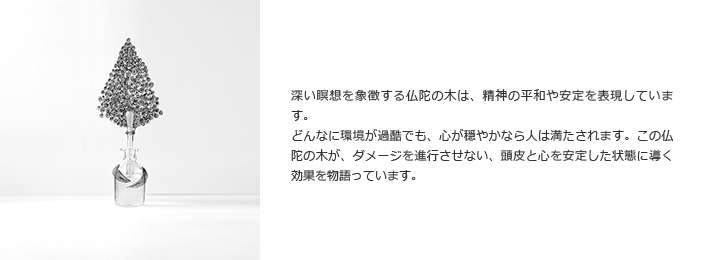 深い瞑想を象徴する仏陀の木は、精神の平和や安定を表現していま
す。
どんなに環境が過酷でも、心が穏やかなら人は満たされます。この仏
陀の木が、ダメージを進行させない、頭皮と心を安定した状態に導く
効果を物語っています。